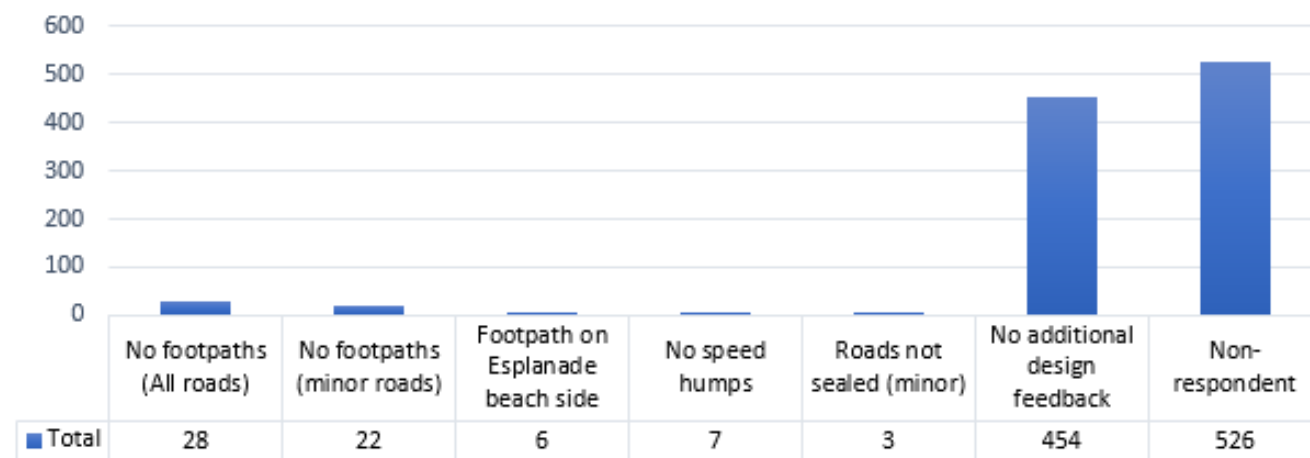 600
500
400
300
200
100
0
No footpaths
(All roads)
No footpaths
(minor roads)
Footpath on
Esplanade
beach side
No speed
humps
Roads not
sealed (minor)
No additional
design
feedback
Non-
respondent
Total 28 22 6 7 3 454 526